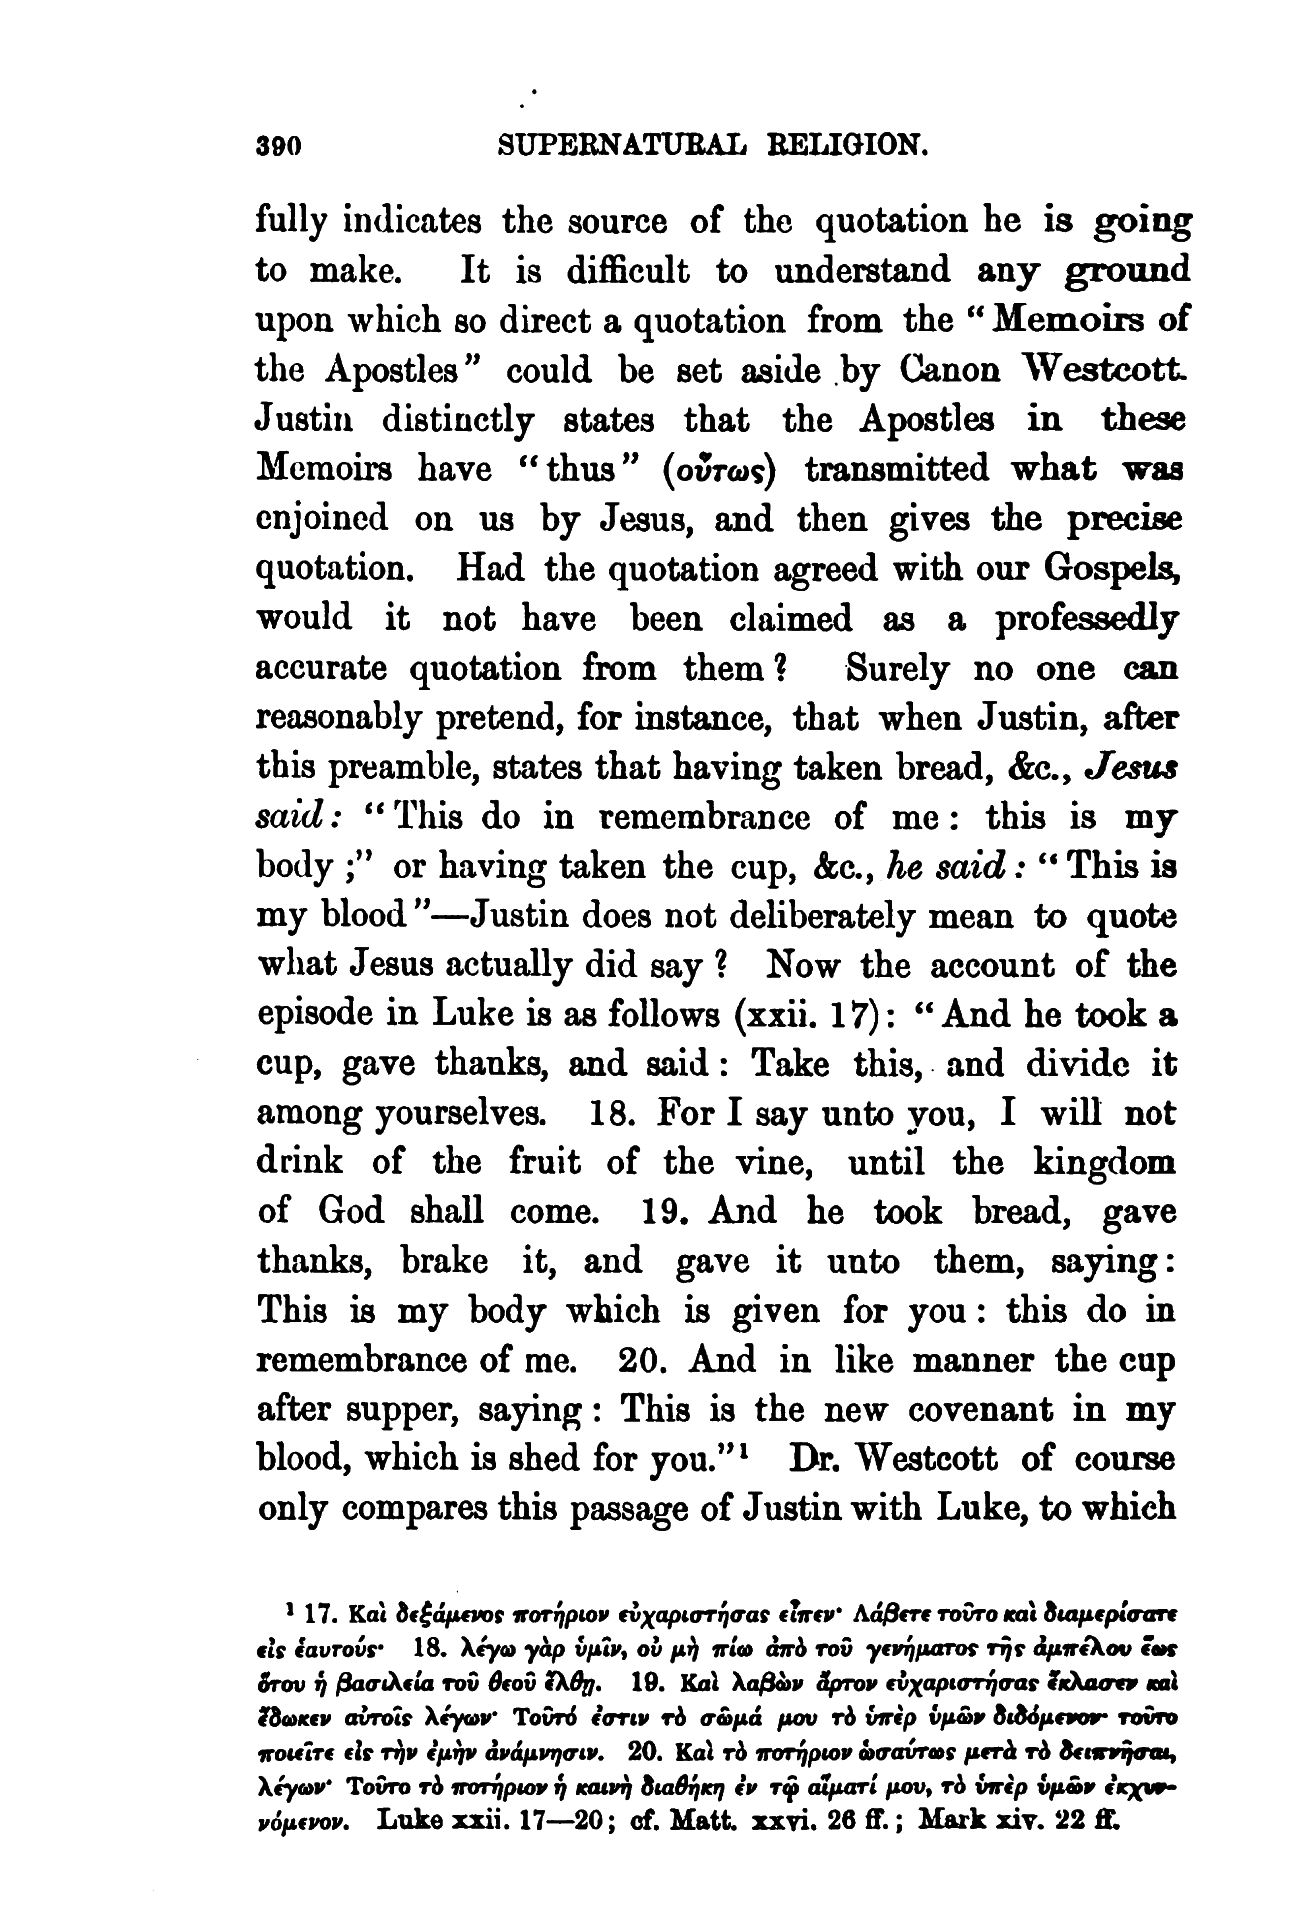 390 SUPERNATURAL RELIGION.
fully indicates the source of the quotation he is going
to make. It is difficult to understand any ground
upon which so direct a quotation from the “Memoirs of
the Apostles” could be set aside by Canon Westcott.
Justin distinctly states that the Apostles in these
Memoirs have “thus” (οὕτως) transmitted what was
enjoined on us by Jesus, and then gives the precise
quotation. Had the quotation agreed with our Gospels,
would it not have been claimed as a professedly
accurate quotation from them? Surely no one can
reasonably pretend, for instance, that when Justin, after
this preamble, states that having taken bread, &c., Jesus
said: “This do in remembrance of me: this is my
body;” or having taken the cup, &c., he said: “This is
my blood”—Justin does not deliberately mean to quote
what Jesus actually did say? Now the account of the
episode in Luke is as follows (xxii. 17): “And he took a
cup, gave thanks, and said: Take this, and divide it
among yourselves. 18. For I say unto you, I will not
drink of the fruit of the vine, until the kingdom
of God shall come. 19. And he took bread, gave
thanks, brake it, and gave it unto them, saying:
This is my body which is given for you: this do in
remembrance of me. 20. And in like manner the cup
after supper, saying: This is the new covenant in my
blood, which is shed for you.”¹ Dr. Westcott of course
only compares this passage of Justin with Luke, to which
¹ 17. Καὶ δεξάμενος ποτήριον εὐχαριστήσας εἶπεν· Λάβετε τοῦτο καὶ διαμερίσατε
εἰς ἑαυτούς· 18. λέγω γὰρ ὑμῖν, οὐ μὴ πίω ἀπὸ τοῦ γενήματος τῆς ἀμπέλου ἕως
ὅτου ἡ βασιλεία τοῦ θεοῦ ἔλθῃ. 19. Καὶ λαβὼν ἄρτον εὐχαριστήσας ἔκλασεν καὶ
ἔδωκεν αὐτοῖς λέγων· Τοῦτό ἐστιν τὸ σῶμά μου τὸ ὑπὲρ ὑμῶν διδόμενον· τοῦτο
ποιεῖτε εἰς τὴν ἐμὴν ἀνάμνησιν. 20. Καὶ τὸ ποτήριον ὡσαύτως μετὰ τὸ δειπνῆσαι,
λέγων· Τοῦτο τὸ ποτήριον ἡ καινὴ διαθήκη ἐν τῷ αἵματί μου, τὸ ὑπὲρ ὑμῶν ἐκχυν-
νόμενον. Luke xxii. 17—20; cf. Matt. xxvi. 26 ff.; Mark xiv. 22 ff.